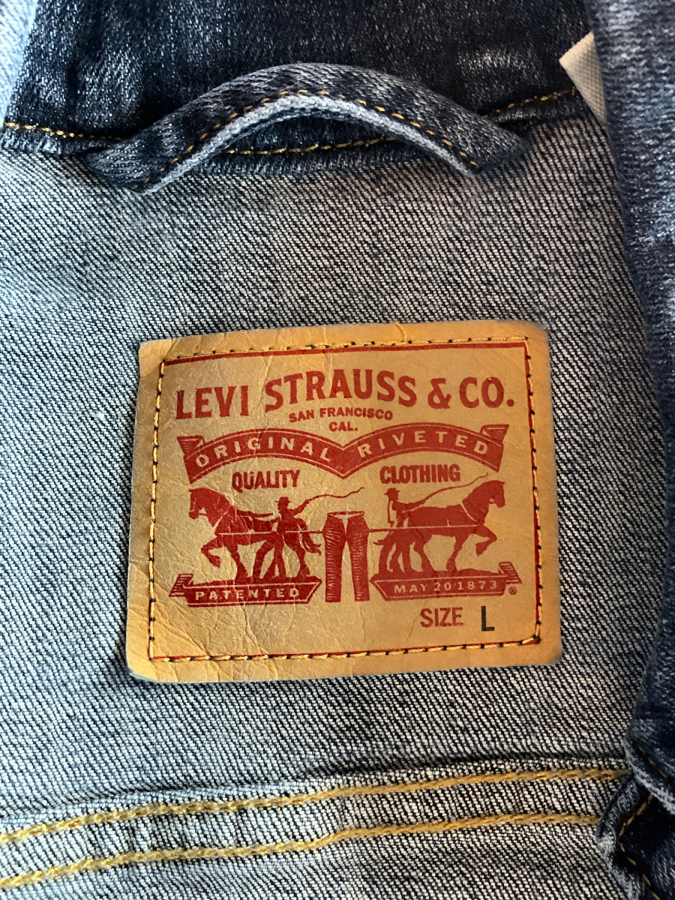 LEVI STRAUSS & CO.
SAN FRANCISCO
CAL.
ORIGINAL RIVETED
QUALITY CLOTHING
PATENTED MAY 20 1873 ®
SIZE L